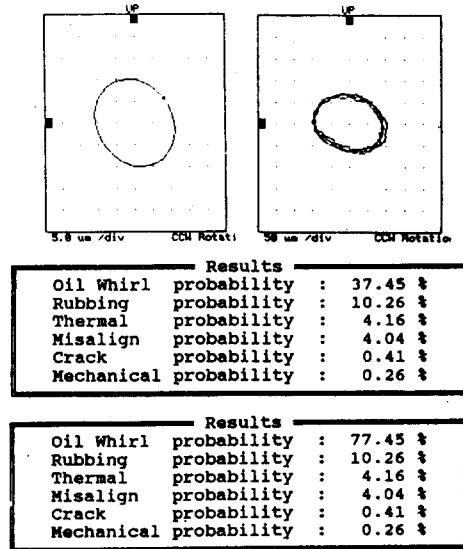 UP
UP
5.0 um /div CCW Rotati
50 um /div CCW Rotation
Results
Oil Whirl probability : 37.45 %
Rubbing probability : 10.26 %
Thermal probability : 4.16 %
Misalign probability : 4.04 %
Crack probability : 0.41 %
Mechanical probability : 0.26 %
Results
Oil Whirl probability : 77.45 %
Rubbing probability : 10.26 %
Thermal probability : 4.16 %
Misalign probability : 4.04 %
Crack probability : 0.41 %
Mechanical probability : 0.26 %